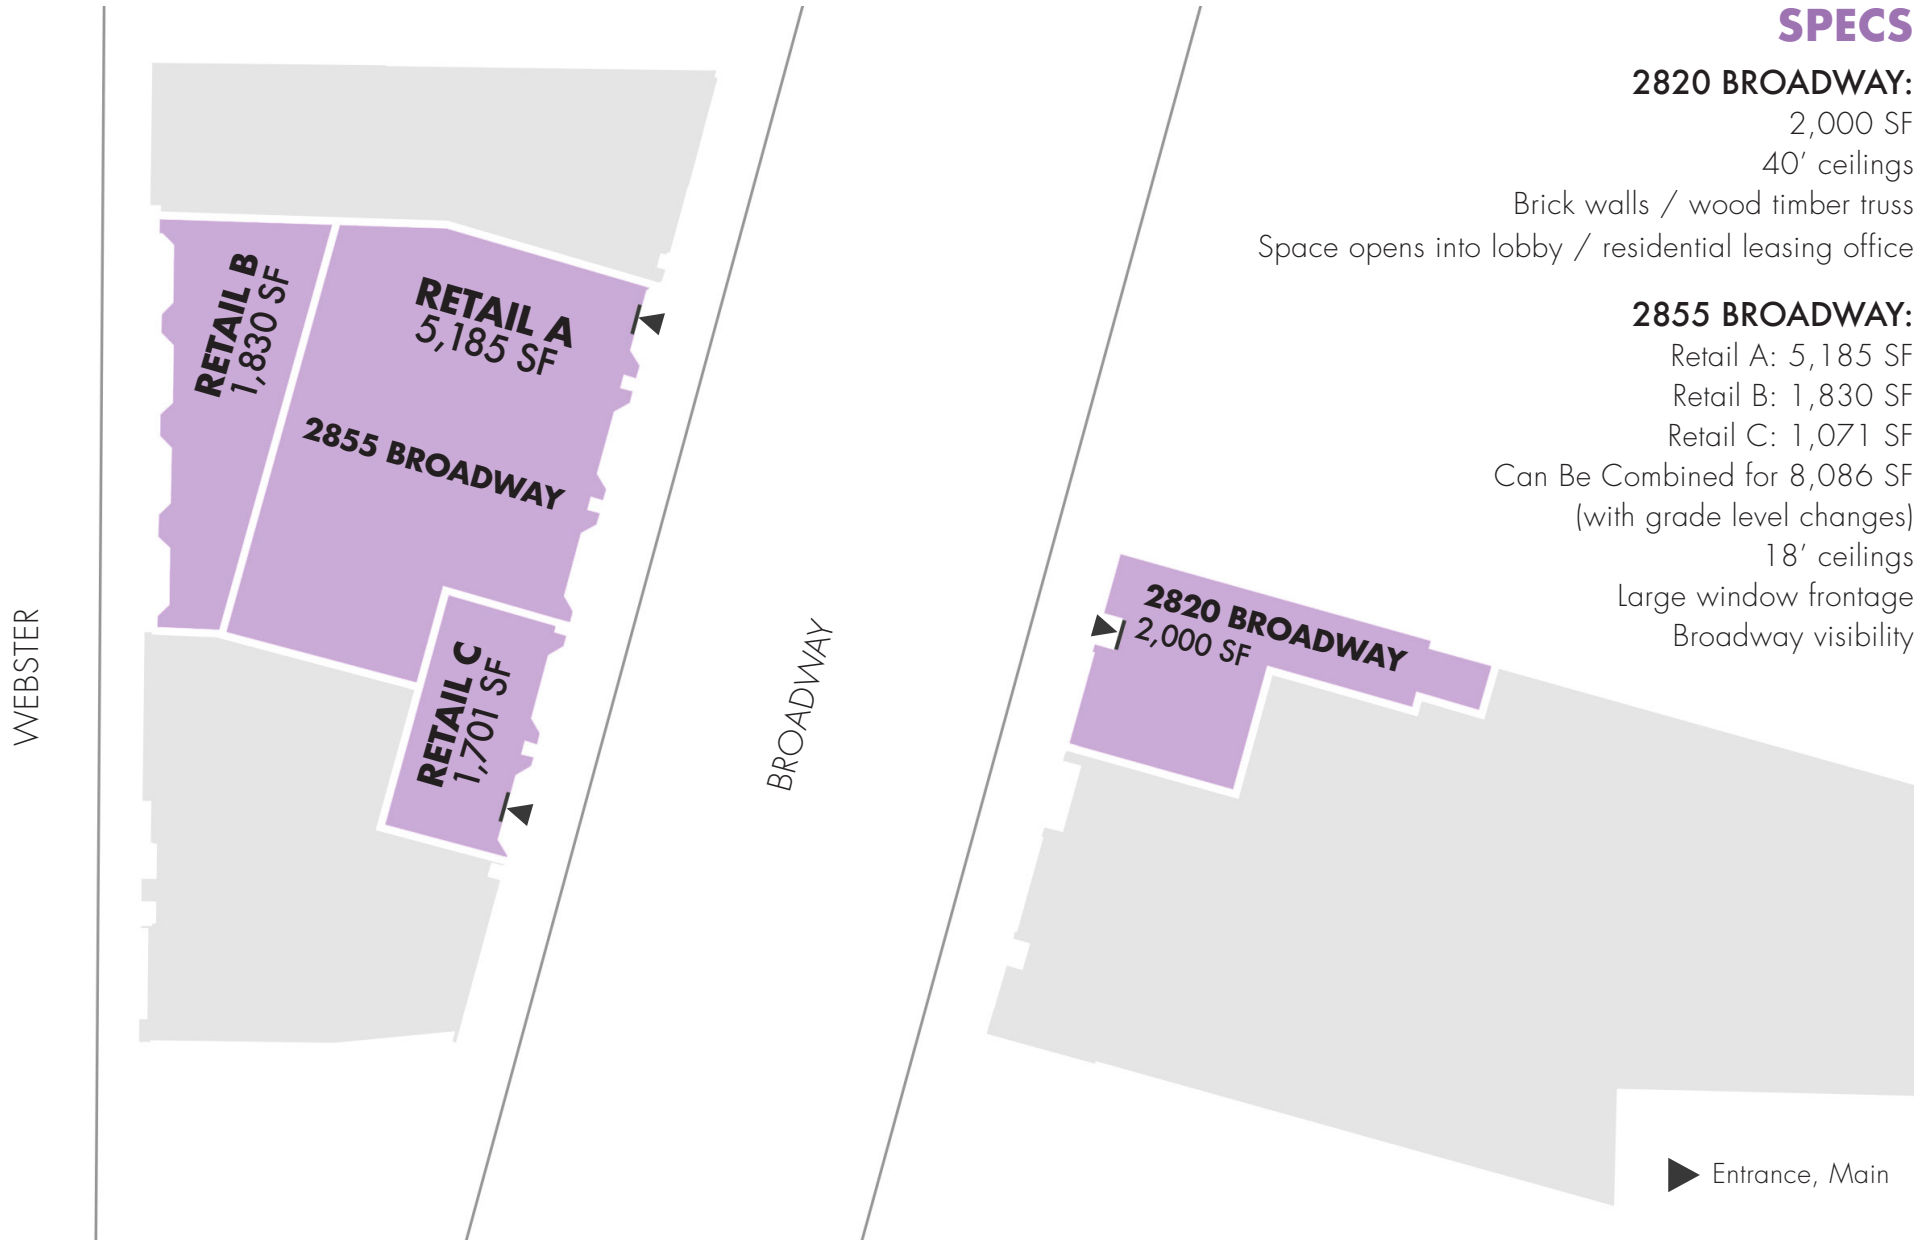 SPECS
2820 BROADWAY:
2,000 SF
40’ ceilings
Brick walls / wood timber truss
Space opens into lobby / residential leasing office
2855 BROADWAY:
Retail A: 5,185 SF
Retail B: 1,830 SF
Retail C: 1,071 SF
Can Be Combined for 8,086 SF
(with grade level changes)
18’ ceilings
Large window frontage
Broadway visibility
RETAIL B
1,830 SF
RETAIL A
5,185 SF
2855 BROADWAY
RETAIL C
1,701 SF
WEBSTER
BROADWAY
2820 BROADWAY
2,000 SF
Entrance, Main